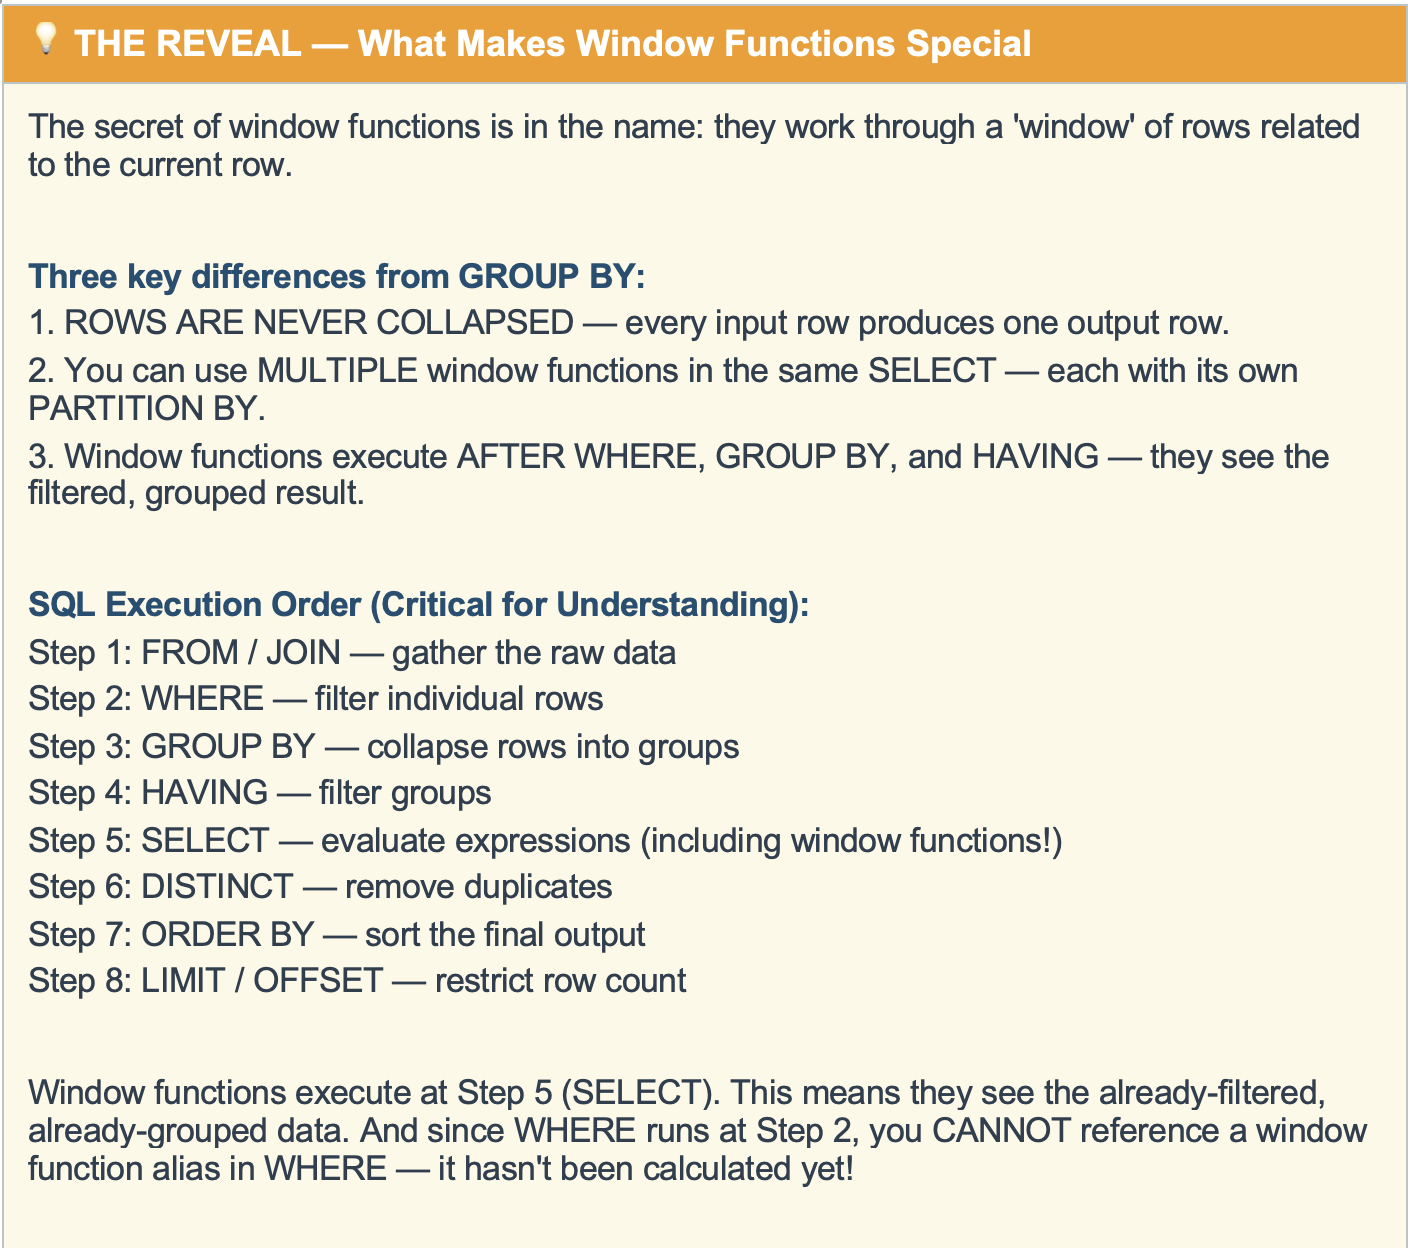 💡 THE REVEAL — What Makes Window Functions Special
The secret of window functions is in the name: they work through a 'window' of rows related
to the current row.
Three key differences from GROUP BY:
1. ROWS ARE NEVER COLLAPSED — every input row produces one output row.
2. You can use MULTIPLE window functions in the same SELECT — each with its own
PARTITION BY.
3. Window functions execute AFTER WHERE, GROUP BY, and HAVING — they see the
filtered, grouped result.
SQL Execution Order (Critical for Understanding):
Step 1: FROM / JOIN — gather the raw data
Step 2: WHERE — filter individual rows
Step 3: GROUP BY — collapse rows into groups
Step 4: HAVING — filter groups
Step 5: SELECT — evaluate expressions (including window functions!)
Step 6: DISTINCT — remove duplicates
Step 7: ORDER BY — sort the final output
Step 8: LIMIT / OFFSET — restrict row count
Window functions execute at Step 5 (SELECT). This means they see the already-filtered,
already-grouped data. And since WHERE runs at Step 2, you CANNOT reference a window
function alias in WHERE — it hasn't been calculated yet!